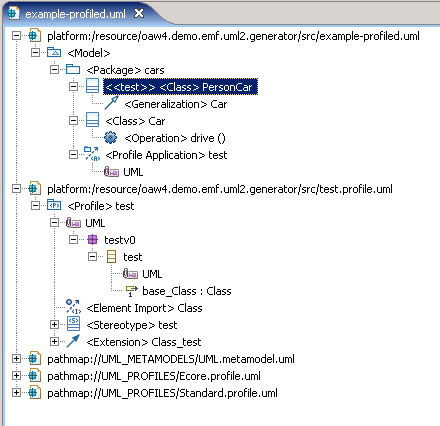 example-profiled.uml
platform:/resource/oaw4.demo.emf.uml2.generator/src/example-profiled.uml
<Model>
<Package> cars
<<test>> <Class> PersonCar
<Generalization> Car
<Class> Car
<Operation> drive ()
<Profile Application> test
UML
platform:/resource/oaw4.demo.emf.uml2.generator/src/test.profile.uml
<Profile> test
UML
testv0
test
UML
base_Class : Class
<Element Import> Class
<Stereotype> test
<Extension> Class_test
pathmap://UML_METAMODELS/UML.metamodel.uml
pathmap://UML_PROFILES/Ecore.profile.uml
pathmap://UML_PROFILES/Standard.profile.uml